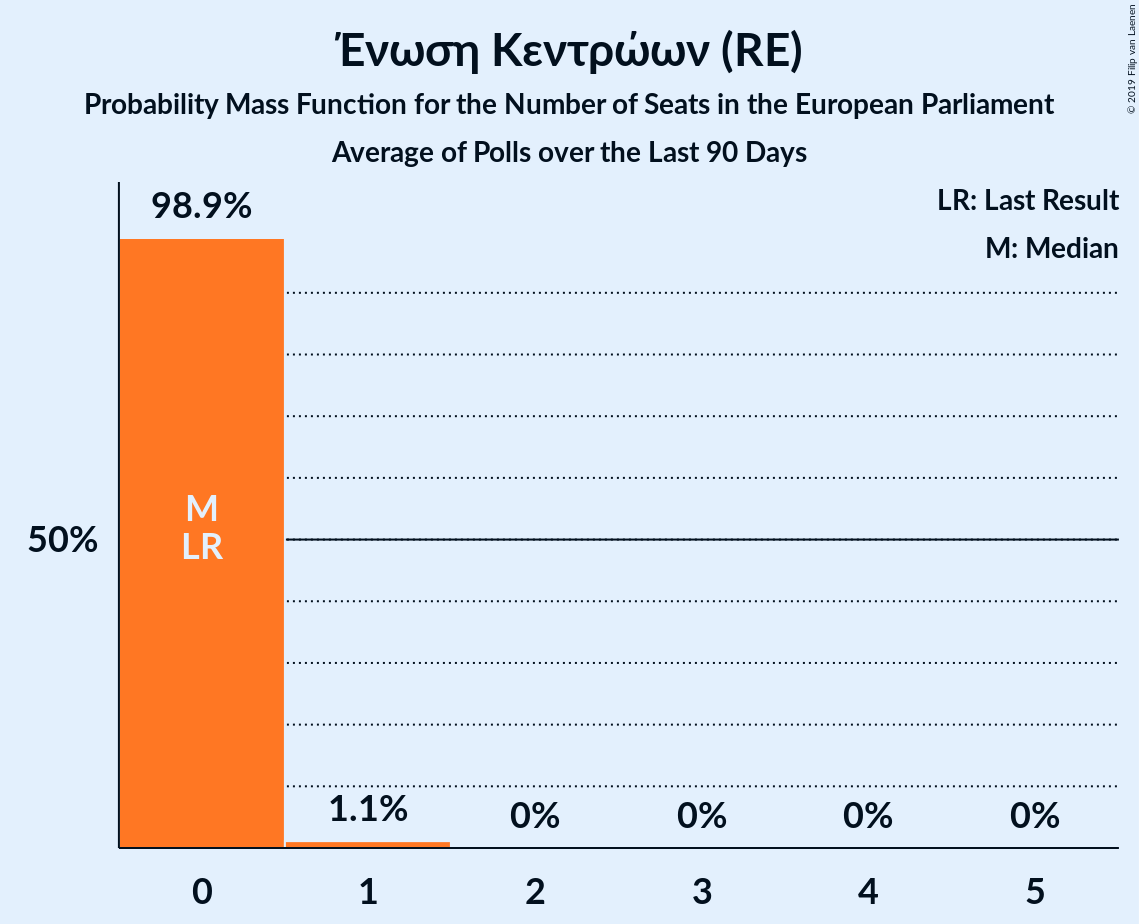 Ένωση Κεντρώων (RE)
Probability Mass Function for the Number of Seats in the European Parliament
Average of Polls over the Last 90 Days
© 2019 Filip van Laenen
LR: Last Result
M: Median
98.9%
M
LR
50%
1.1%
0%
0%
0%
0%
0
1
2
3
4
5